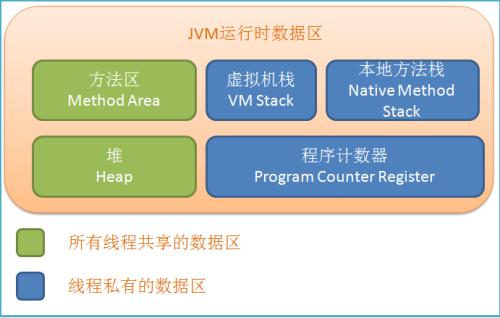 JVM运行时数据区
方法区
Method Area
虚拟机栈
VM Stack
本地方法栈
Native Method
Stack
堆
Heap
程序计数器
Program Counter Register
所有线程共享的数据区
线程私有的数据区